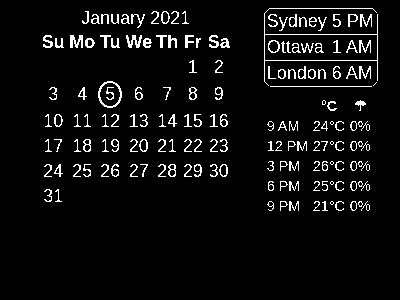 January 2021
Su Mo Tu We Th Fr Sa
1 2
3 4 5 6 7 8 9
10 11 12 13 14 15 16
17 18 19 20 21 22 23
24 25 26 27 28 29 30
31
Sydney 5 PM
Ottawa 1 AM
London 6 AM
°C ☂
9 AM 24°C 0%
12 PM 27°C 0%
3 PM 26°C 0%
6 PM 25°C 0%
9 PM 21°C 0%